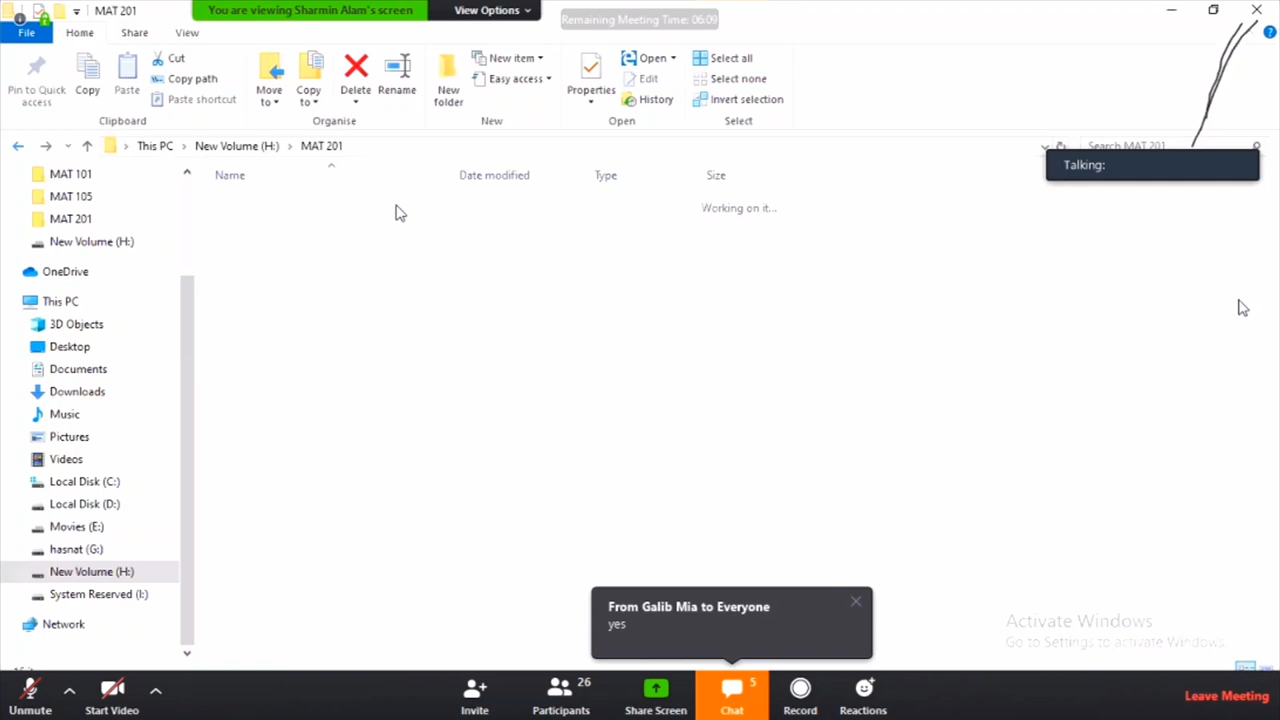 MAT 201
You are viewing Sharmin Alam's screen
View Options
Remaining Meeting Time: 06:09
File
Home
Share
View
Pin to Quick access
Copy
Paste
Cut
Copy path
Paste shortcut
Clipboard
Move to
Copy to
Delete
Rename
Organise
New folder
New item
Easy access
New
Properties
Open
Edit
History
Open
Select all
Select none
Invert selection
Select
This PC
New Volume (H:)
MAT 201
Search MAT 201
Talking:
Name
Date modified
Type
Size
Working on it...
MAT 101
MAT 105
MAT 201
New Volume (H:)
OneDrive
This PC
3D Objects
Desktop
Documents
Downloads
Music
Pictures
Videos
Local Disk (C:)
Local Disk (D:)
Movies (E:)
hasnat (G:)
New Volume (H:)
System Reserved (I:)
Network
From Galib Mia to Everyone
yes
Activate Windows
Go to Settings to activate Windows.
Unmute
Start Video
Invite
Participants
26
Share Screen
Chat
5
Record
Reactions
Leave Meeting